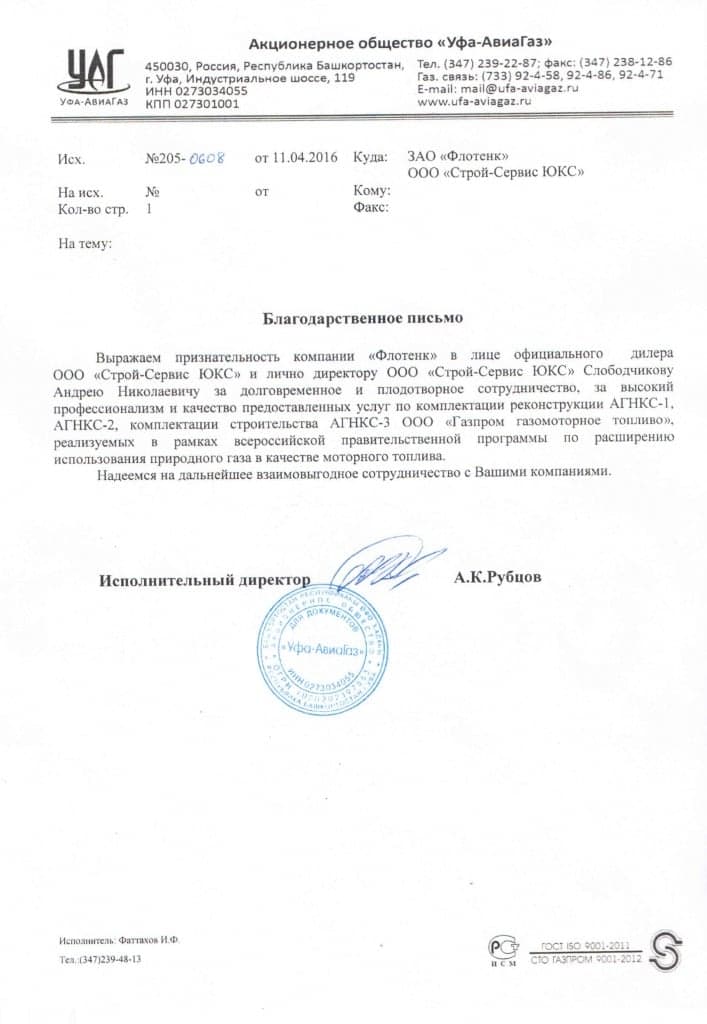 Акционерное общество «Уфа-АвиаГаз»
УАГ
УФА-АВИАГАЗ
450030, Россия, Республика Башкортостан,
г. Уфа, Индустриальное шоссе, 119
ИНН 0273034055
КПП 027301001
Тел. (347) 239-22-87; факс: (347) 238-12-86
Газ. связь: (733) 92-4-58, 92-4-86, 92-4-71
E-mail: mail@ufa-aviagaz.ru
www.ufa-aviagaz.ru
Исх. №205-0608 от 11.04.2016 Куда: ЗАО «Флотенк»
ООО «Строй-Сервис ЮКС»
На исх. № от Кому:
Кол-во стр. 1 Факс:
На тему:
Благодарственное письмо
Выражаем признательность компании «Флотенк» в лице официального дилера
ООО «Строй-Сервис ЮКС» и лично директору ООО «Строй-Сервис ЮКС» Слободчикову
Андрею Николаевичу за долговременное и плодотворное сотрудничество, за высокий
профессионализм и качество предоставленных услуг по комплектации реконструкции АГНКС-1,
АГНКС-2, комплектации строительства АГНКС-3 ООО «Газпром газомоторное топливо»,
реализуемых в рамках всероссийской правительственной программы по расширению
использования природного газа в качестве моторного топлива.
Надеемся на дальнейшее взаимовыгодное сотрудничество с Вашими компаниями.
Исполнительный директор А.К.Рубцов
АКЦИОНЕРНОЕ ОБЩЕСТВО
ДЛЯ ДОКУМЕНТОВ
«Уфа-АвиаГаз»
ИНН 0273034055
Исполнитель: Фаттахов И.Ф.
Тел.:(347)239-48-13
РСТ
ИСМ
ГОСТ ISO 9001-2011
СТО ГАЗПРОМ 9001-2012